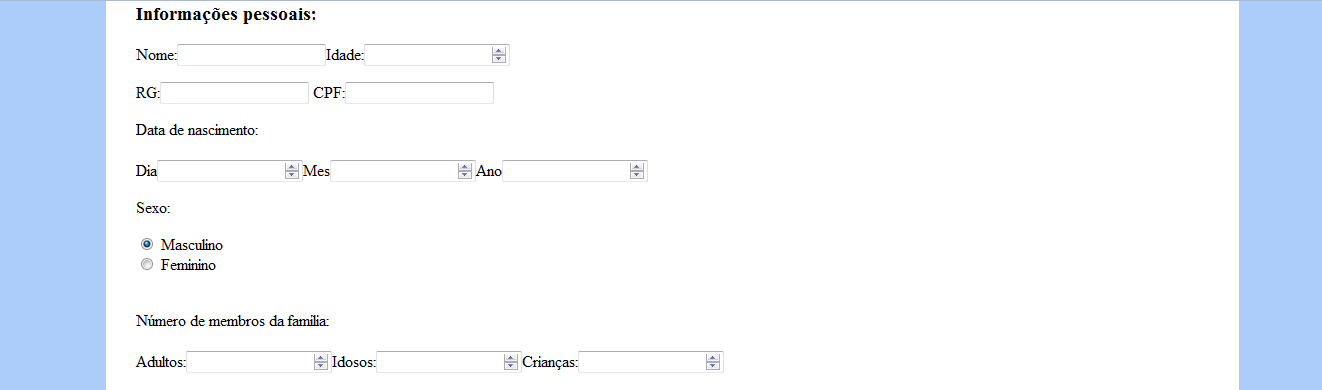 Informações pessoais:
Nome: Idade:
RG: CPF:
Data de nascimento:
Dia Mes Ano
Sexo:
Masculino
Feminino
Número de membros da família:
Adultos: Idosos: Crianças: